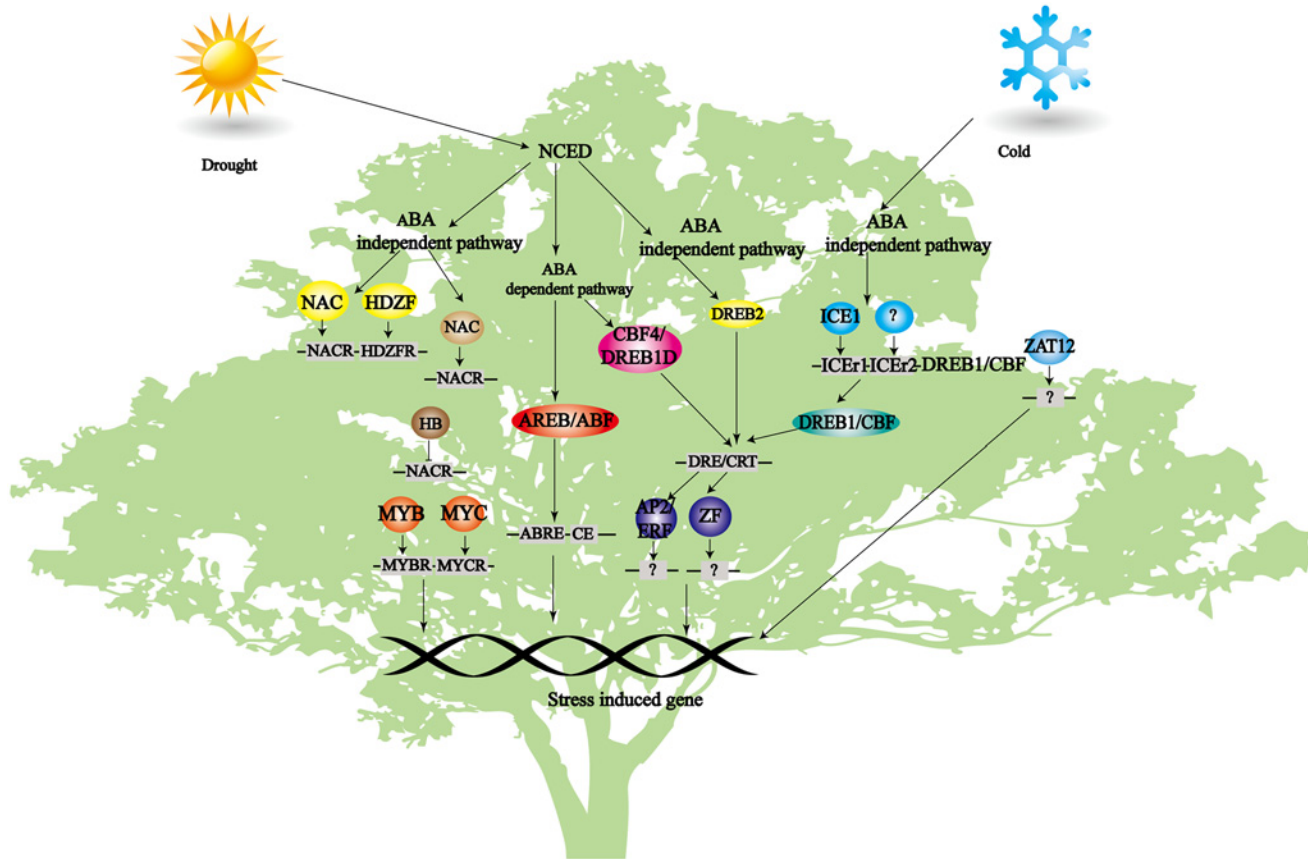 Drought
Cold
NCED
ABA
independent pathway
ABA
dependent pathway
ABA
independent pathway
ABA
independent pathway
NAC
HDZF
NAC
NACR
HDZFR
NACR
CBF4/
DREB1D
DREB2
ICE1
?
ZAT12
ICEr1
ICEr2
DREB1/CBF
?
HB
NACR
AREB/ABF
DREB1/CBF
DRE/CRT
MYB
MYC
MYBR
MYCR
ABRE
CE
AP2/
ERF
ZF
?
?
Stress induced gene